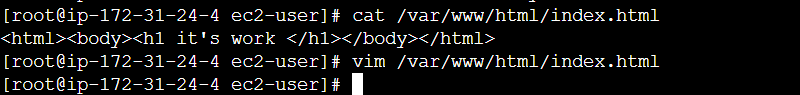 [root@ip-172-31-24-4 ec2-user]# cat /var/www/html/index.html
<html><body><h1 it's work </h1></body></html>
[root@ip-172-31-24-4 ec2-user]# vim /var/www/html/index.html
[root@ip-172-31-24-4 ec2-user]#